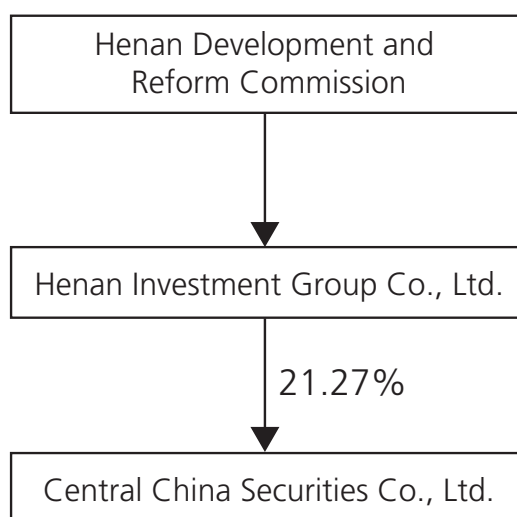 Henan Development and
Reform Commission
Henan Investment Group Co., Ltd.
21.27%
Central China Securities Co., Ltd.